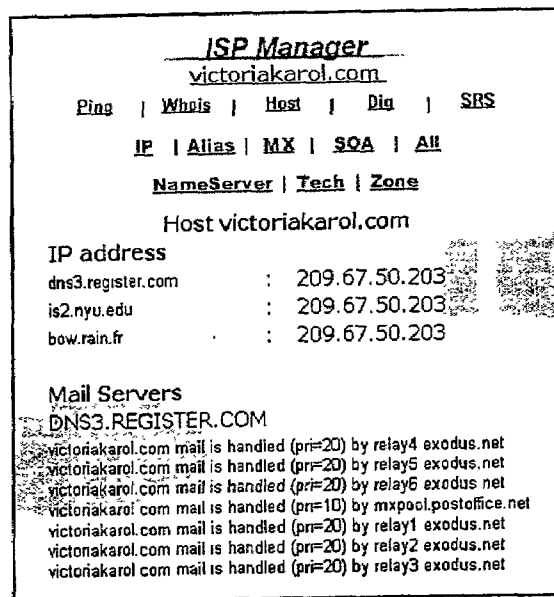 ISP Manager
victoriakarol.com
Ping | Whois | Host | Dig | SRS
IP | Alias | MX | SOA | All
NameServer | Tech | Zone
Host victoriakarol.com
IP address
dns3.register.com : 209.67.50.203
is2.nyu.edu : 209.67.50.203
bow.rain.fr : 209.67.50.203
Mail Servers
DNS3.REGISTER.COM
victoriakarol.com mail is handled (pri=20) by relay4 exodus.net
victoriakarol.com mail is handled (pri=20) by relay5 exodus.net
victoriakarol.com mail is handled (pri=20) by relay6 exodus.net
victoriakarol com mail is handled (pri=10) by mxpool.postoffice.net
victoriakarol.com mail is handled (pri=20) by relay1 exodus.net
victoriakarol.com mail is handled (pri=20) by relay2 exodus.net
victoriakarol com mail is handled (pri=20) by relay3 exodus.net